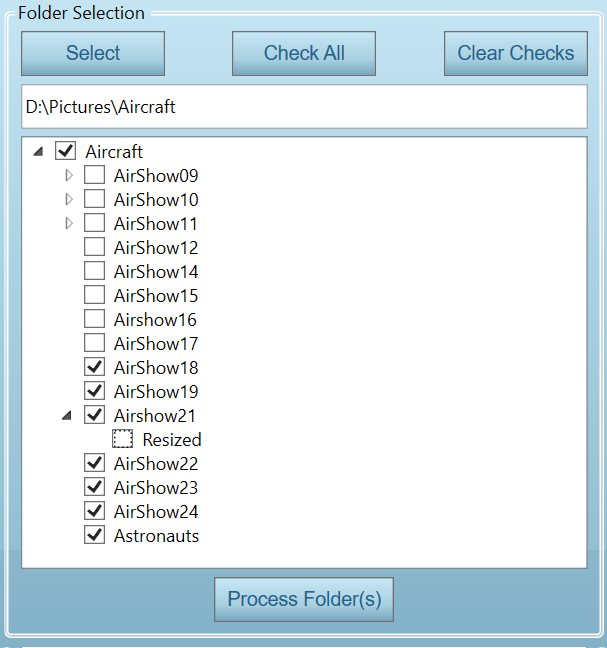 Folder Selection
Select Check All Clear Checks
D:\Pictures\Aircraft
Aircraft
AirShow09
AirShow10
AirShow11
AirShow12
AirShow14
AirShow15
Airshow16
AirShow17
AirShow18
AirShow19
Airshow21
Resized
AirShow22
AirShow23
AirShow24
Astronauts
Process Folder(s)